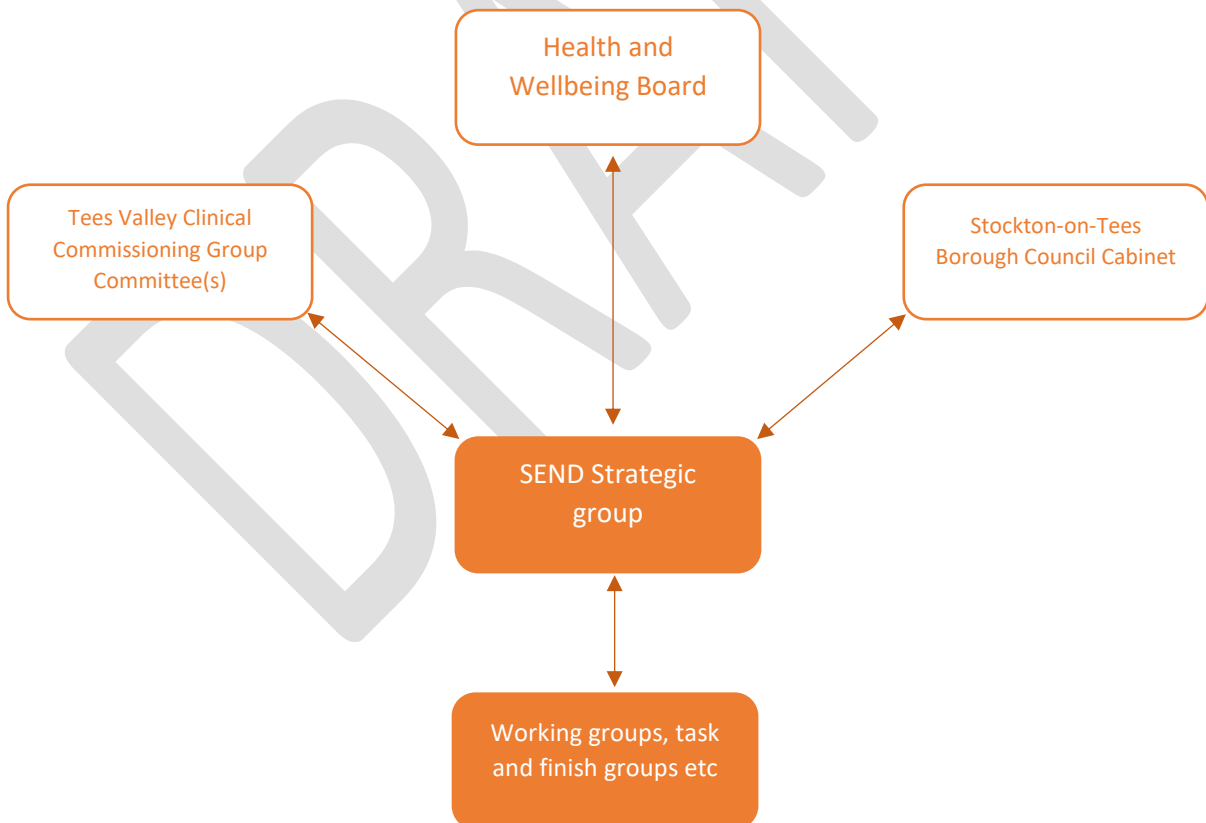 Health and
Wellbeing Board
Tees Valley Clinical
Commissioning Group
Committee(s)
Stockton-on-Tees
Borough Council Cabinet
SEND Strategic
group
Working groups, task
and finish groups etc
DRAF